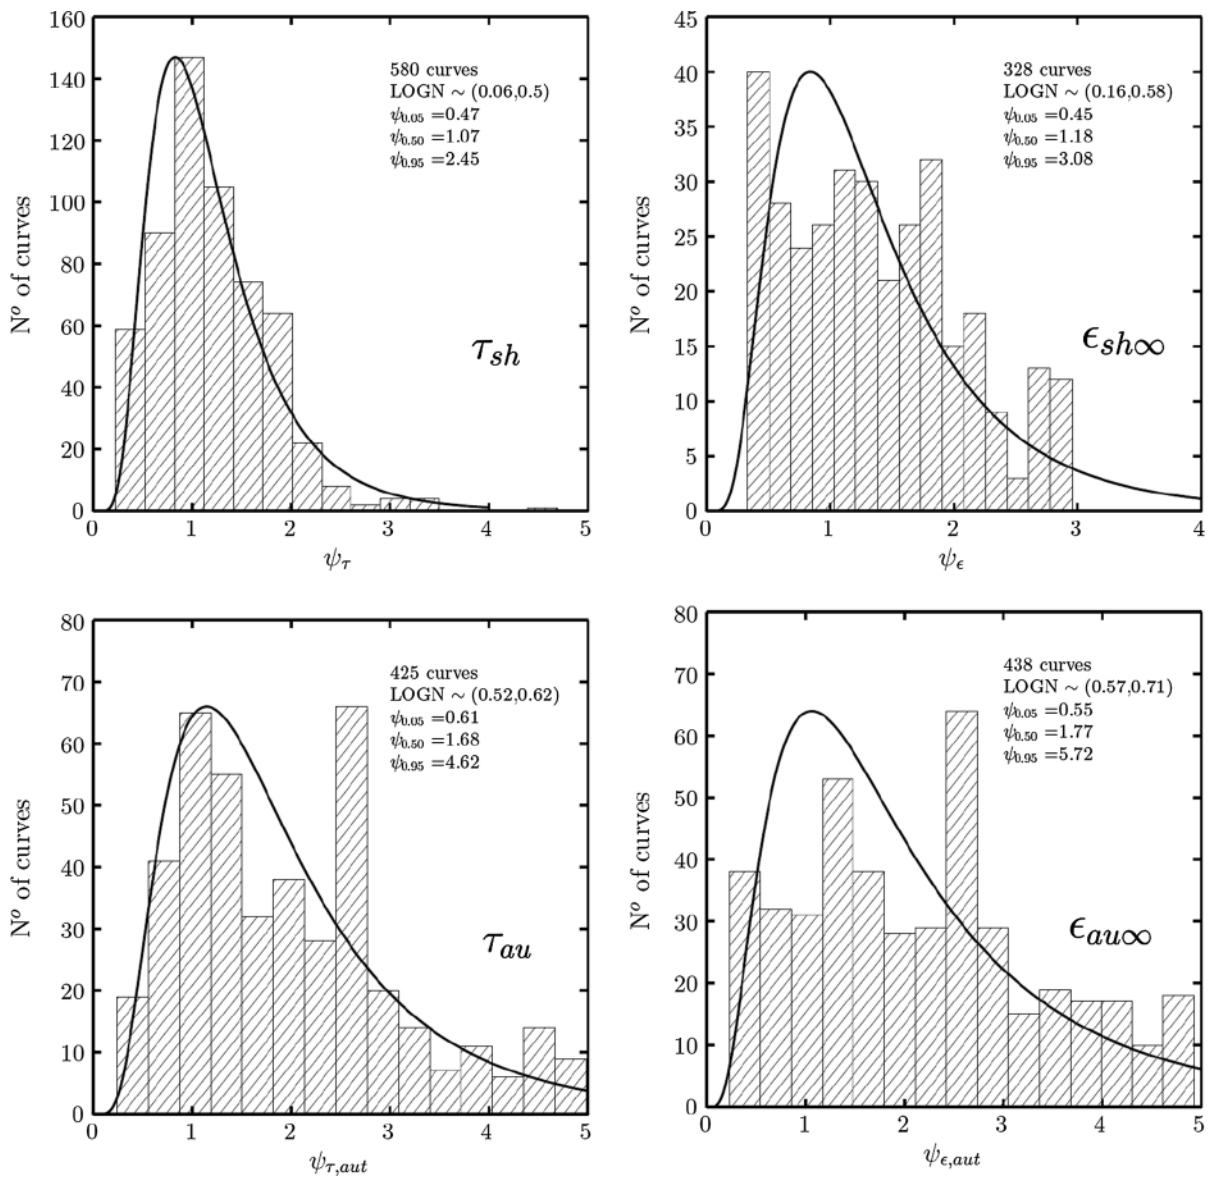 160
140
120
100
80
60
40
20
0
Nº of curves
580 curves
LOGN ∼ (0.06,0.5)
ψ0.05 =0.47
ψ0.50 =1.07
ψ0.95 =2.45
τsh
0 1 2 3 4 5
ψτ
45
40
35
30
25
20
15
10
5
0
Nº of curves
328 curves
LOGN ∼ (0.16,0.58)
ψ0.05 =0.45
ψ0.50 =1.18
ψ0.95 =3.08
ϵsh∞
0 1 2 3 4
ψϵ
80
70
60
50
40
30
20
10
0
Nº of curves
425 curves
LOGN ∼ (0.52,0.62)
ψ0.05 =0.61
ψ0.50 =1.68
ψ0.95 =4.62
τau
0 1 2 3 4 5
ψτ,aut
80
70
60
50
40
30
20
10
0
Nº of curves
438 curves
LOGN ∼ (0.57,0.71)
ψ0.05 =0.55
ψ0.50 =1.77
ψ0.95 =5.72
ϵau∞
0 1 2 3 4 5
ψϵ,aut